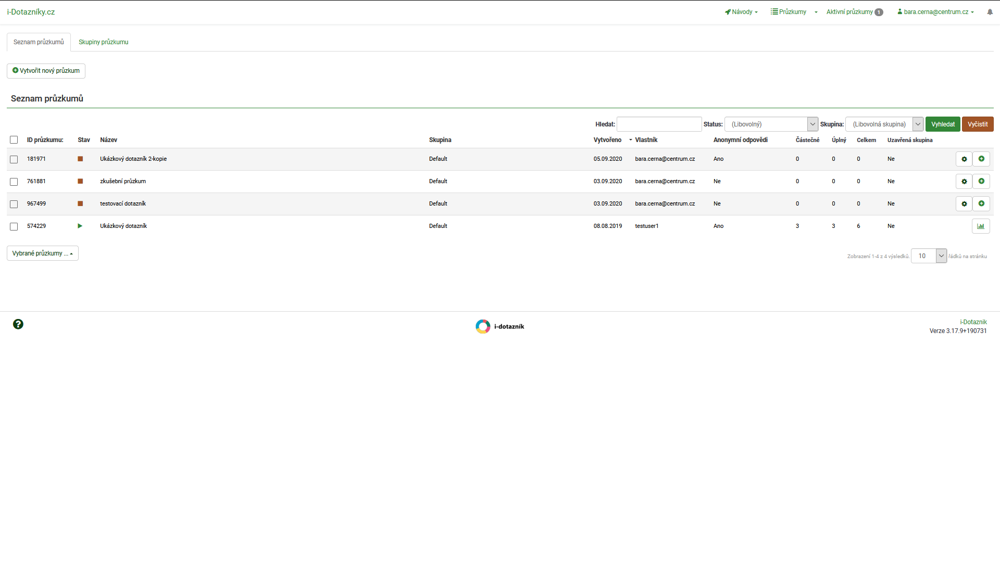 i-Dotazníky.cz
Návody
Průzkumy
Aktivní průzkumy 1
bara.cerna@centrum.cz
Seznam průzkumů
Skupiny průzkumu
Vytvořit nový průzkum
Seznam průzkumů
Hledat: Status: (Libovolný) Skupina: (Libovolná skupina) Vyhledat Vyčistit
ID průzkumu: Stav Název Skupina Vytvořeno Vlastník Anonymní odpovědi Částečné Úplný Celkem Uzavřená skupina
181971 Ukázkový dotazník 2-kopie Default 05.09.2020 bara.cerna@centrum.cz Ano 0 0 0 Ne
761881 zkušební průzkum Default 03.09.2020 bara.cerna@centrum.cz Ne 0 0 0 Ne
967499 testovací dotazník Default 03.09.2020 bara.cerna@centrum.cz Ne 0 0 0 Ne
574229 Ukázkový dotazník Default 08.08.2019 testuser1 Ano 3 3 6 Ne
Vybrané průzkumy ...
Zobrazení 1-4 z 4 výsledků. 10 řádků na stránku
i-dotazník
i-Dotaznik
Verze 3.17.9+190731